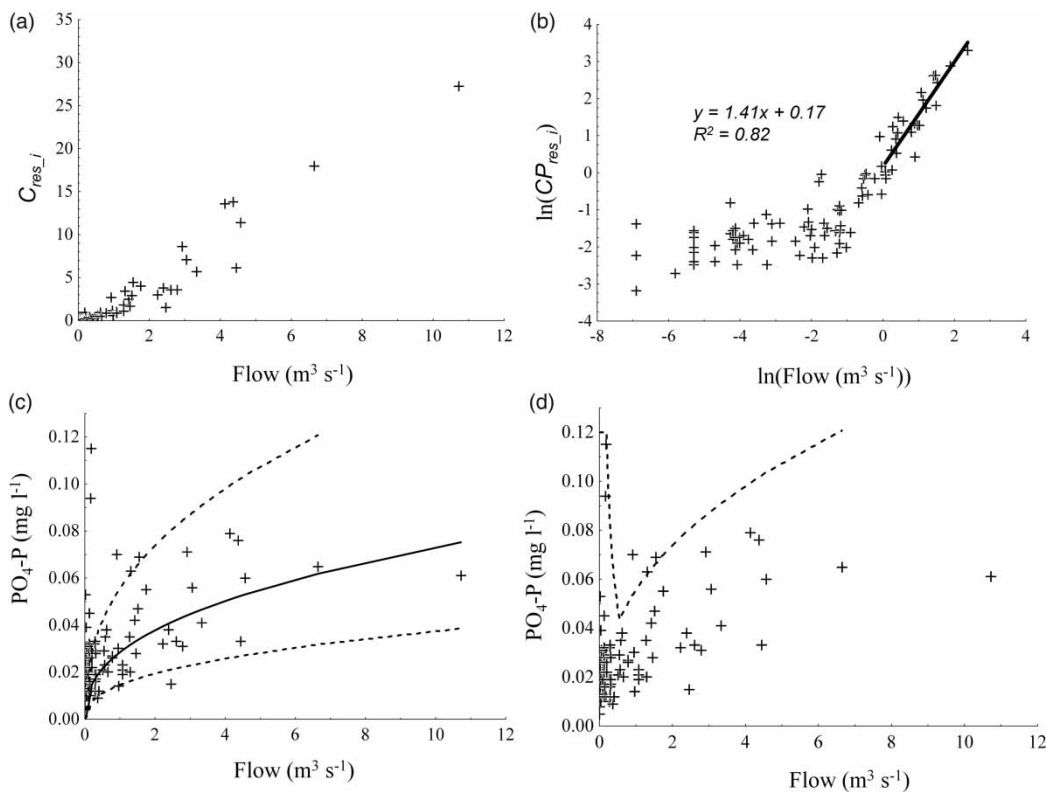 (a)
35
30
25
20
15
10
5
0
C_res_i
0 2 4 6 8 10 12
Flow (m³ s⁻¹)
(b)
4
3
2
1
0
-1
-2
-3
-4
ln(CP_res_i)
y = 1.41x + 0.17
R² = 0.82
-8 -6 -4 -2 0 2 4
ln(Flow (m³ s⁻¹))
(c)
0.12
0.10
0.08
0.06
0.04
0.02
0.00
PO₄-P (mg l⁻¹)
0 2 4 6 8 10 12
Flow (m³ s⁻¹)
(d)
0.12
0.10
0.08
0.06
0.04
0.02
0.00
PO₄-P (mg l⁻¹)
0 2 4 6 8 10 12
Flow (m³ s⁻¹)